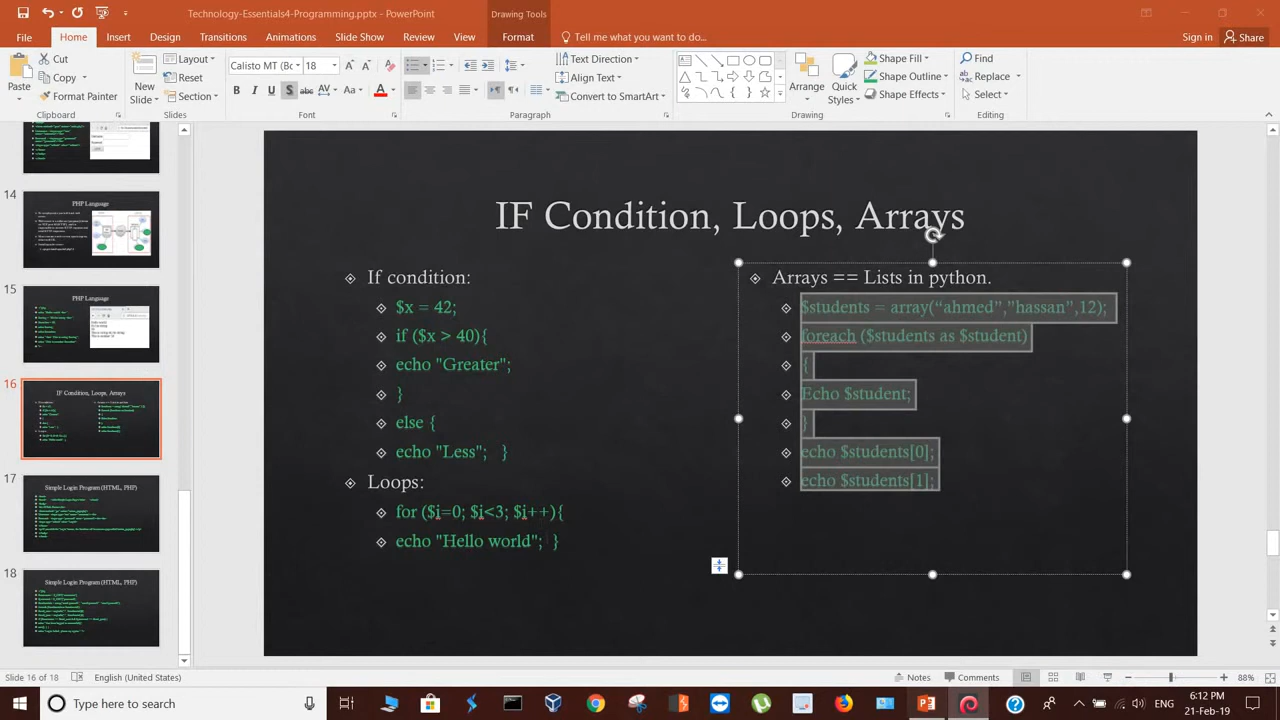 Technology-Essentials4-Programming.pptx - PowerPoint
Drawing Tools
File Home Insert Design Transitions Animations Slide Show Review View Format Tell me what you want to do... Sign in Share
Paste
Cut
Copy
Format Painter
Clipboard
New Slide
Layout
Reset
Section
Slides
Calisto MT (Bc 18
B I U S abc AV Aa A
Font
Text Direction
Align Text
Convert to SmartArt
Paragraph
Arrange
Quick Styles
Shape Fill
Shape Outline
Shape Effects
Drawing
Find
Replace
Select
Editing
14
PHP Language
15
PHP Language
16
IF Condition, Loops, Arrays
17
Simple Login Program (HTML, PHP)
18
Simple Login Program (HTML, PHP)
IF Condition, Loops, Arrays
If condition:
$x = 42;
if ($x > 40) {
echo "Greater";
}
else {
echo "Less"; }
Loops:
echo "Hello world"; }
Arrays == Lists in python.
$students = array(“ahmed”,”hassan”,12);
foreach ($students as $student)
{
Echo $student;
echo $students[0];
echo $students[1];
Slide 16 of 18 English (United States) Notes Comments 88%
Type here to search
ENG
6:12 PM
21-Feb-19